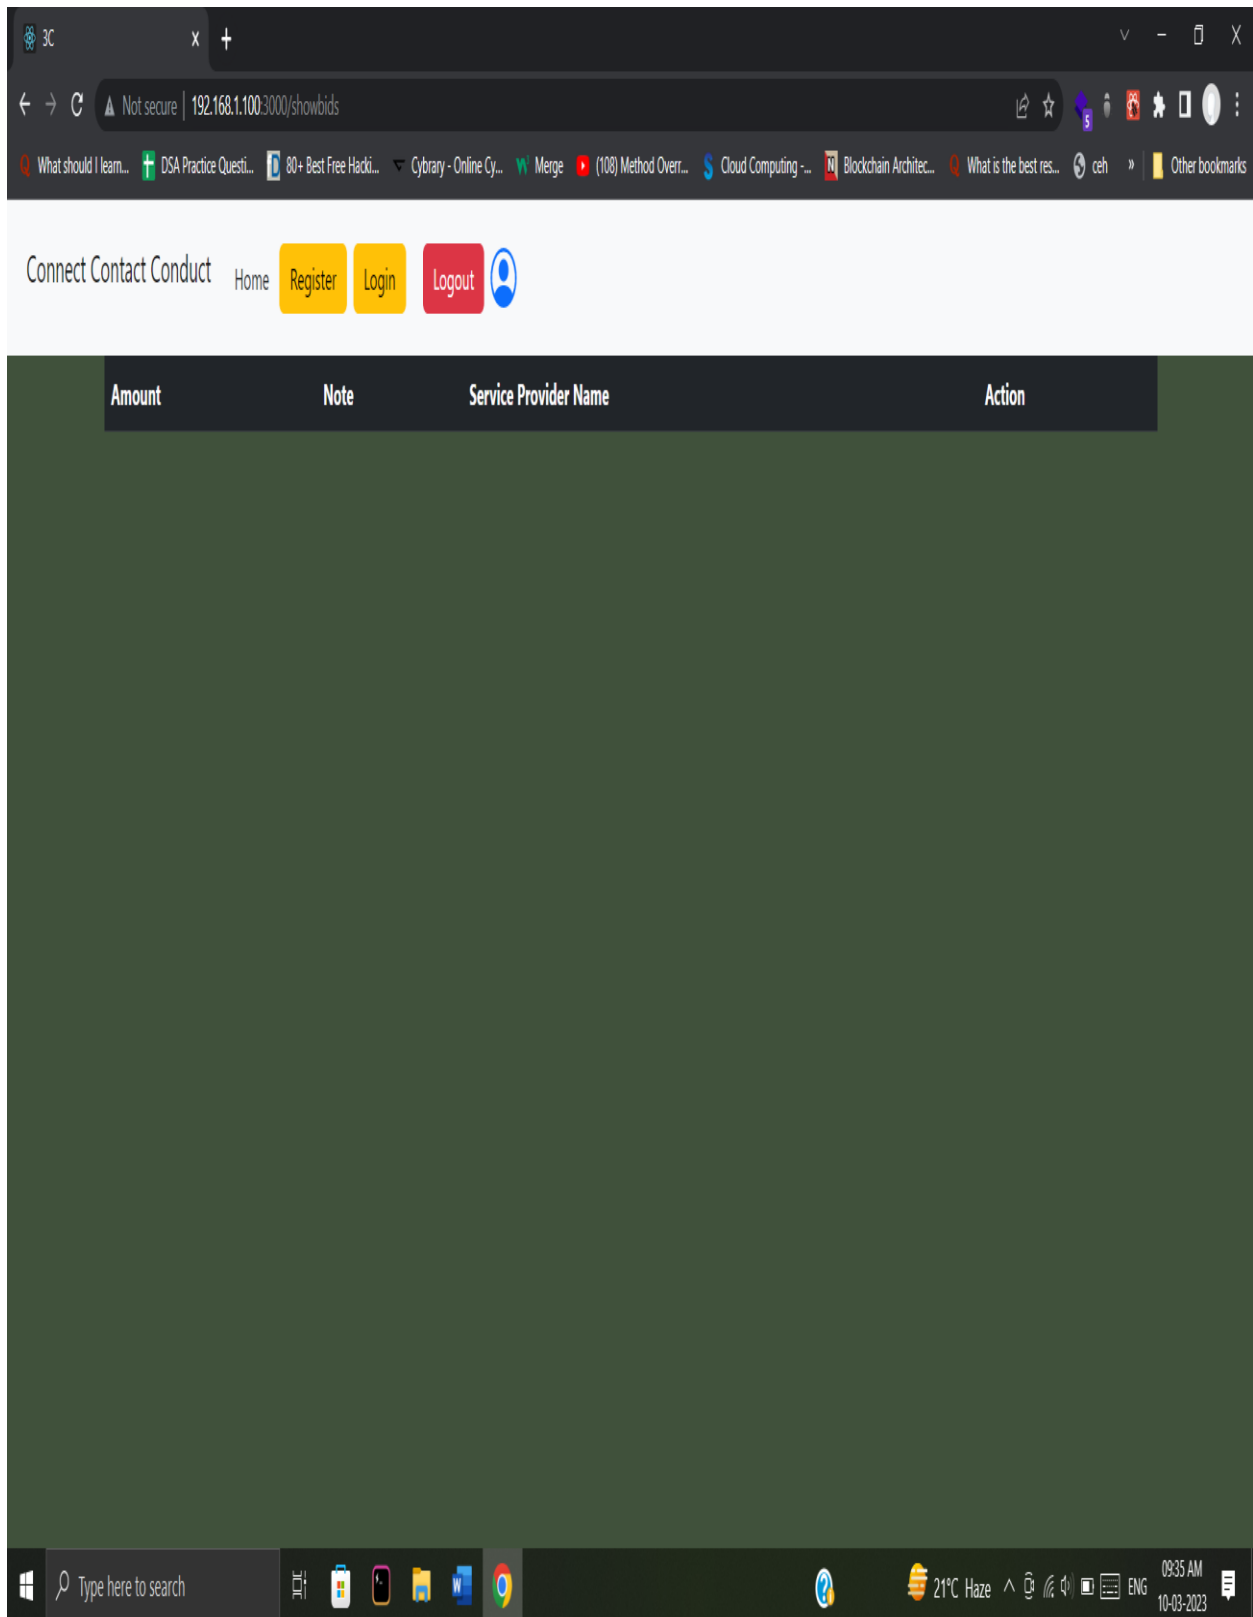 3C
Not secure | 192.168.1.100:3000/showbids
5
What should I learn... DSA Practice Questi... 80+ Best Free Hacki... Cybrary - Online Cy... Merge (108) Method Overr... Cloud Computing -... Blockchain Architec... What is the best res... ceh » Other bookmarks
Connect Contact Conduct Home Register Login Logout
Amount Note Service Provider Name Action
Type here to search 21°C Haze ENG 09:35 AM
10-03-2023